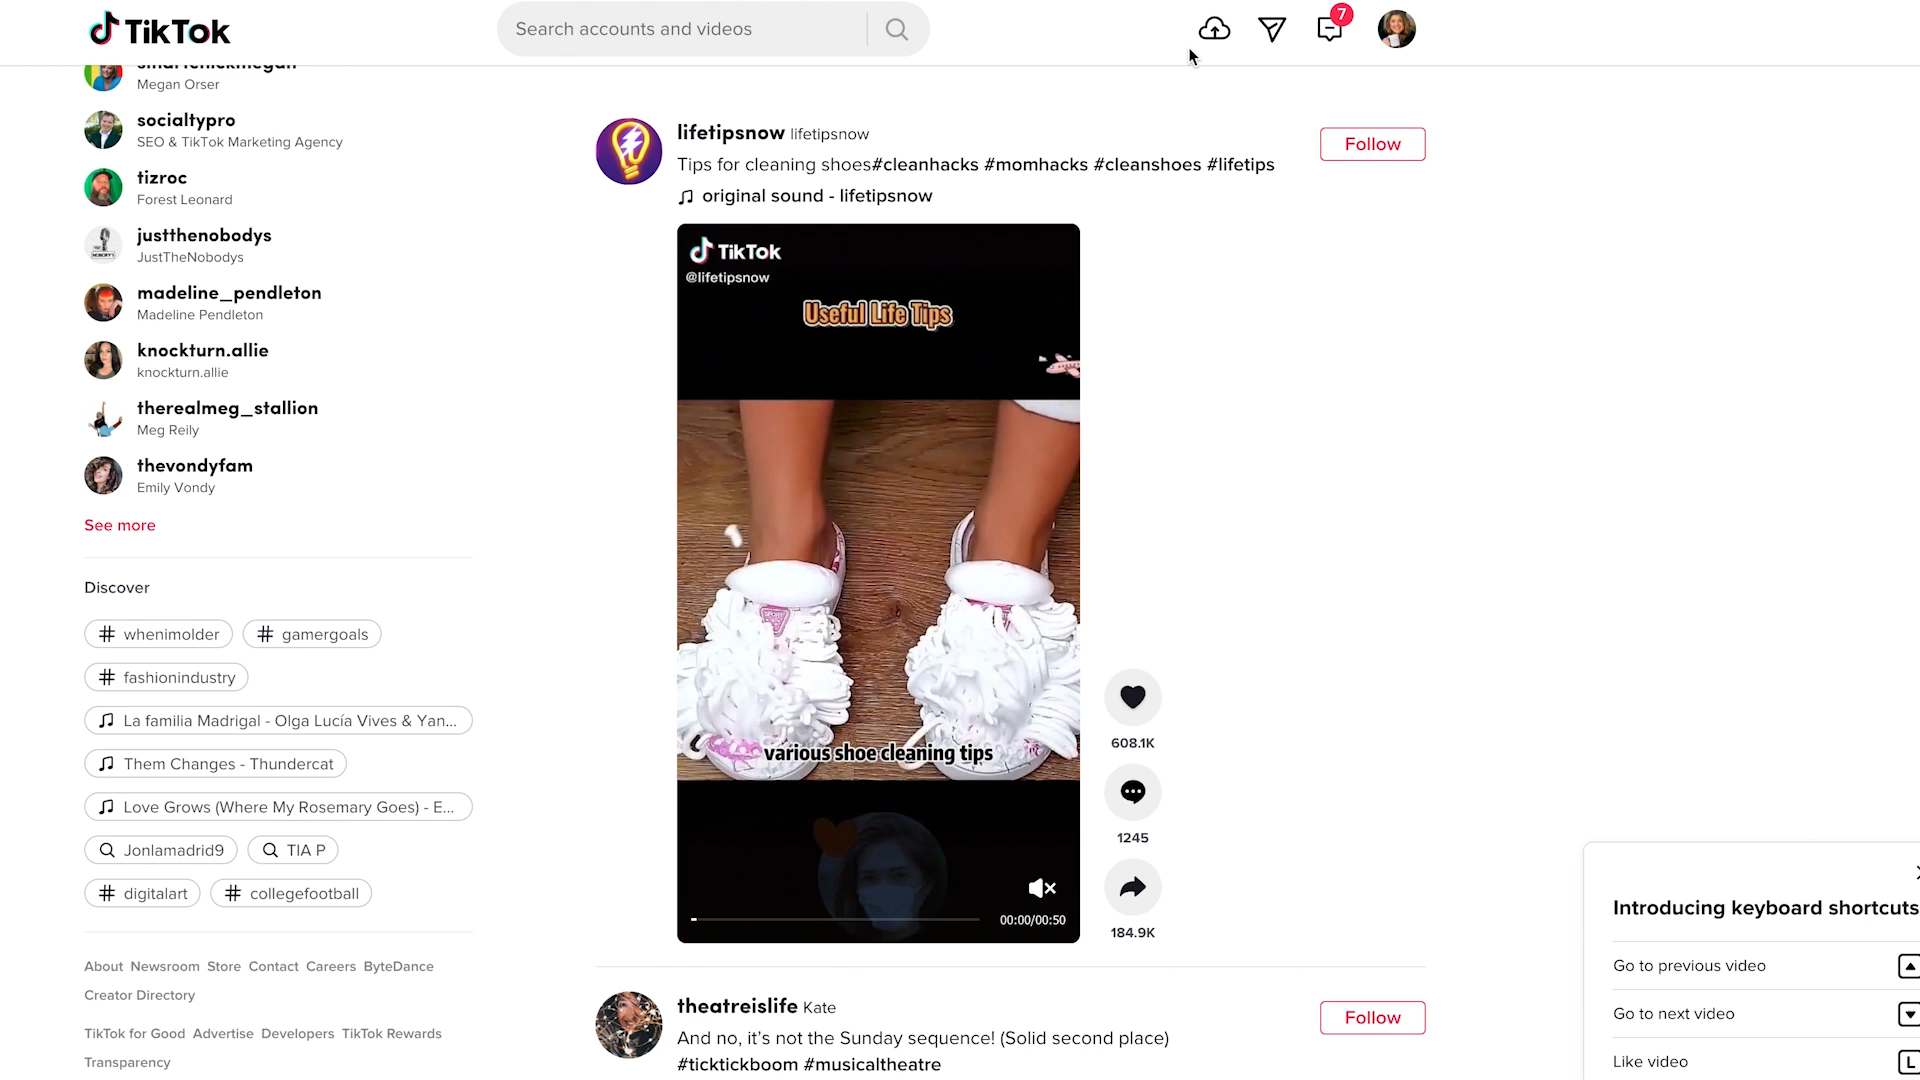 TikTok
Search accounts and videos
7
smartchickmegan
Megan Orser
socialtypro
SEO & TikTok Marketing Agency
tizroc
Forest Leonard
justthenobodys
JustTheNobodys
madeline_pendleton
Madeline Pendleton
knockturn.allie
knockturn.allie
therealmeg_stallion
Meg Reily
thevondyfam
Emily Vondy
See more
Discover
# whenimolder
# gamergoals
# fashionindustry
La familia Madrigal - Olga Lucía Vives & Yan...
Them Changes - Thundercat
Love Grows (Where My Rosemary Goes) - E...
Jonlamadrid9
TIA P
# digitalart
# collegefootball
About Newsroom Store Contact Careers ByteDance
Creator Directory
TikTok for Good Advertise Developers TikTok Rewards
Transparency
lifetipsnow lifetipsnow
Follow
Tips for cleaning shoes#cleanhacks #momhacks #cleanshoes #lifetips
original sound - lifetipsnow
TikTok
@lifetipsnow
Useful Life Tips
various shoe cleaning tips
00:00/00:50
608.1K
1245
184.9K
theatreislife Kate
Follow
And no, it's not the Sunday sequence! (Solid second place)
#ticktickboom #musicaltheatre
Introducing keyboard shortcuts
Go to previous video
Go to next video
Like video
L